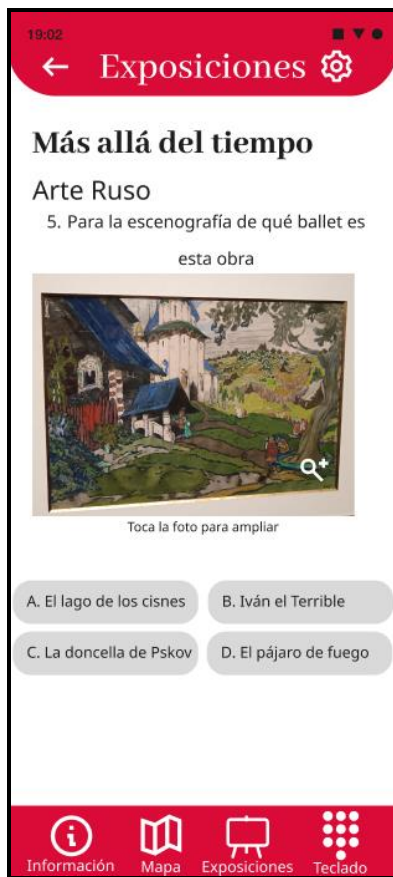 19:02
Exposiciones
Más allá del tiempo
Arte Ruso
5. Para la escenografía de qué ballet es
esta obra
Toca la foto para ampliar
A. El lago de los cisnes
B. Iván el Terrible
C. La doncella de Pskov
D. El pájaro de fuego
Información
Mapa
Exposiciones
Teclado